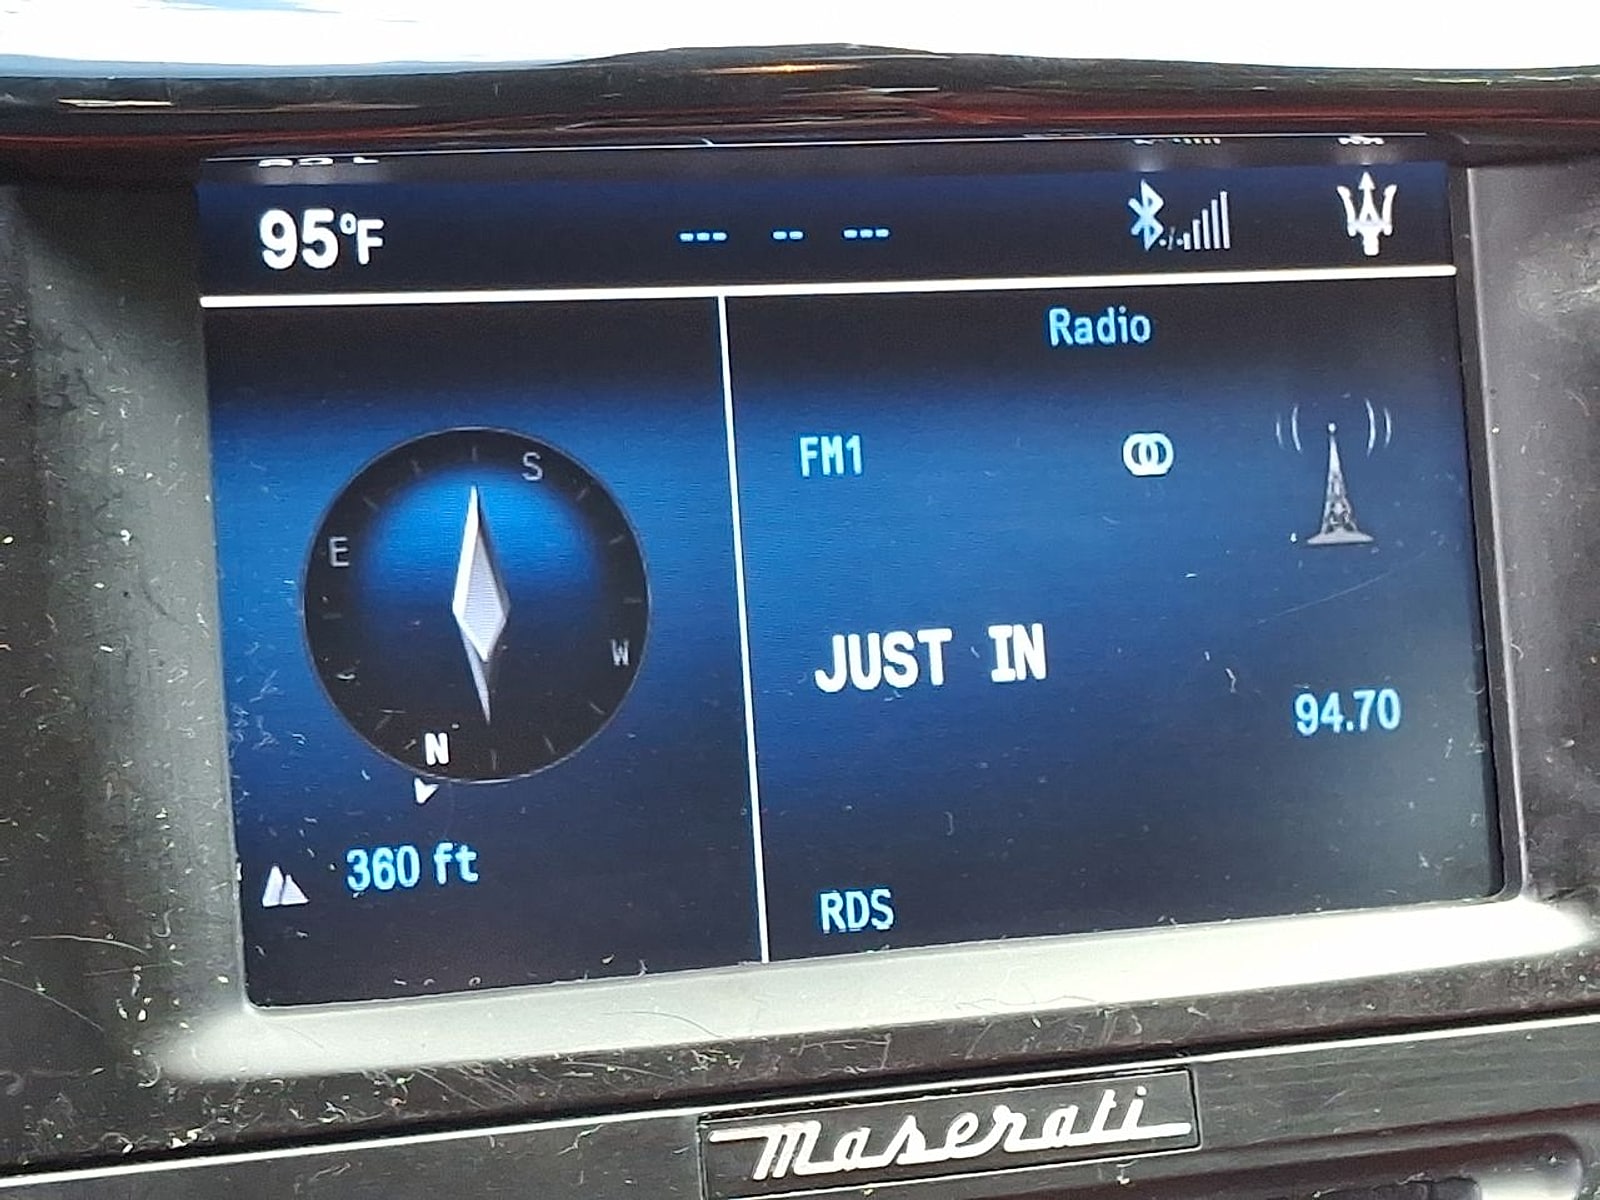 95°F
--- -- ---
Radio
FM1
S
E
W
N
JUST IN
94.70
360 ft
RDS
Maserati